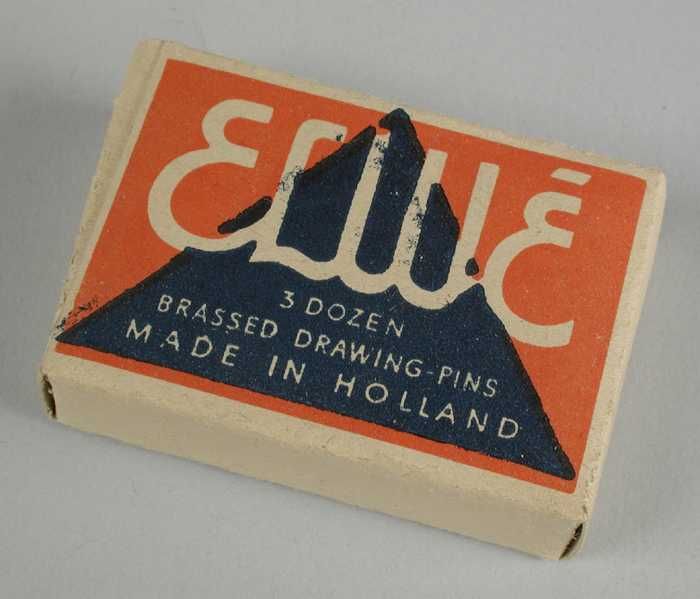 ELWÉ
3 DOZEN
BRASSED DRAWING-PINS
MADE IN HOLLAND